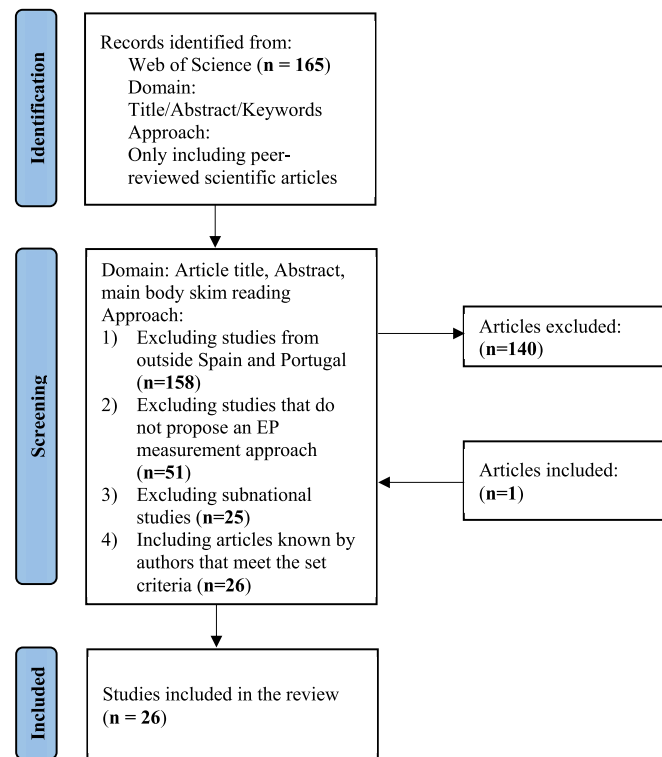 Identification
Records identified from:
Web of Science (n = 165)
Domain:
Title/Abstract/Keywords
Approach:
Only including peer-
reviewed scientific articles
Screening
Domain: Article title, Abstract,
main body skim reading
Approach:
1) Excluding studies from
outside Spain and Portugal
(n=158)
2) Excluding studies that do
not propose an EP
measurement approach
(n=51)
3) Excluding subnational
studies (n=25)
4) Including articles known by
authors that meet the set
criteria (n=26)
Articles excluded:
(n=140)
Articles included:
(n=1)
Included
Studies included in the review
(n = 26)